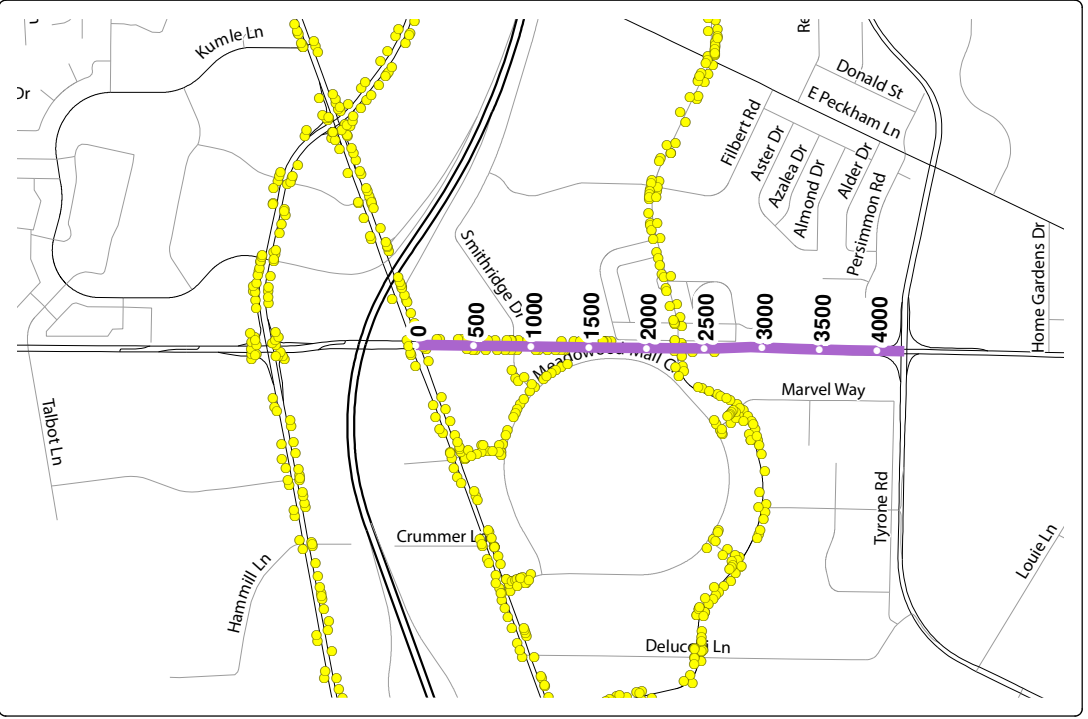 Kumle Ln
Dr
Donald St
E Peckham Ln
Filbert Rd
Aster Dr
Azalea Dr
Almond Dr
Alder Dr
Persimmon Rd
Smithridge Dr
Home Gardens Dr
0
500
1000
1500
2000
2500
3000
3500
4000
Meadowood Mall
Marvel Way
Talbot Ln
Tyrone Rd
Crummer
Louie Ln
Hammill Ln
Ln